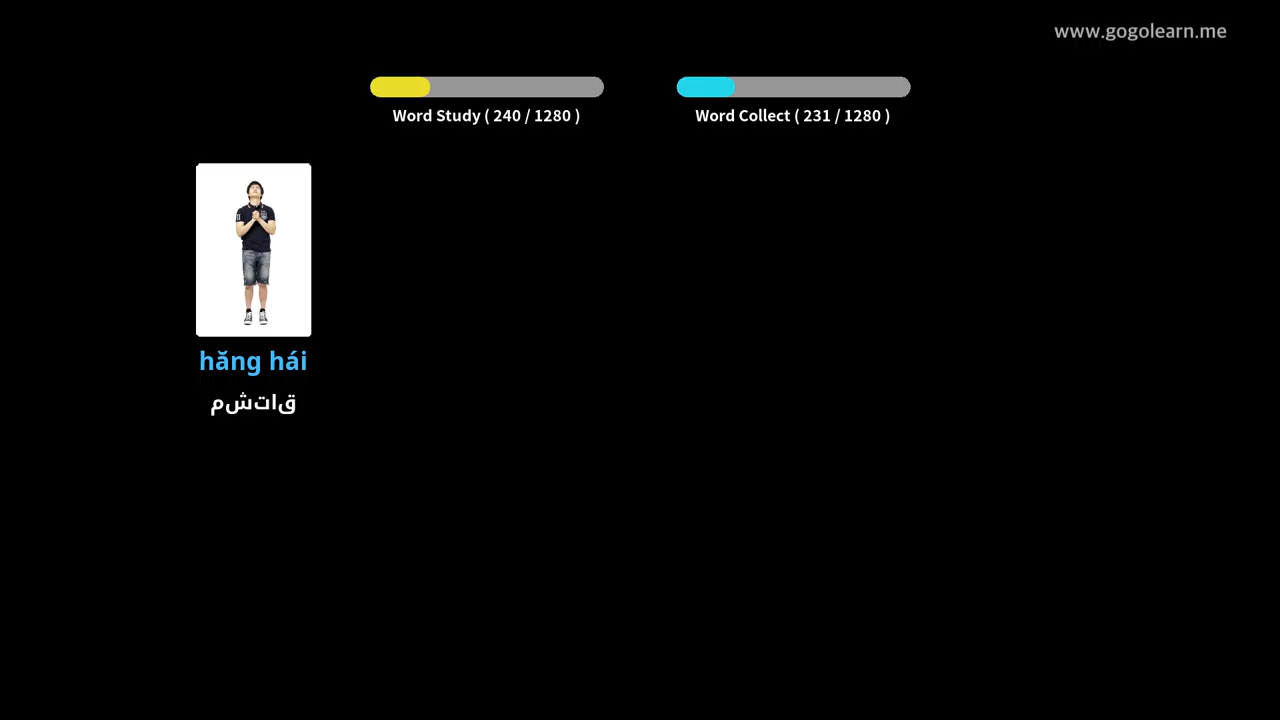 www.gogolearn.me
Word Study ( 240 / 1280 )
Word Collect ( 231 / 1280 )
hăng hái
قاتشم